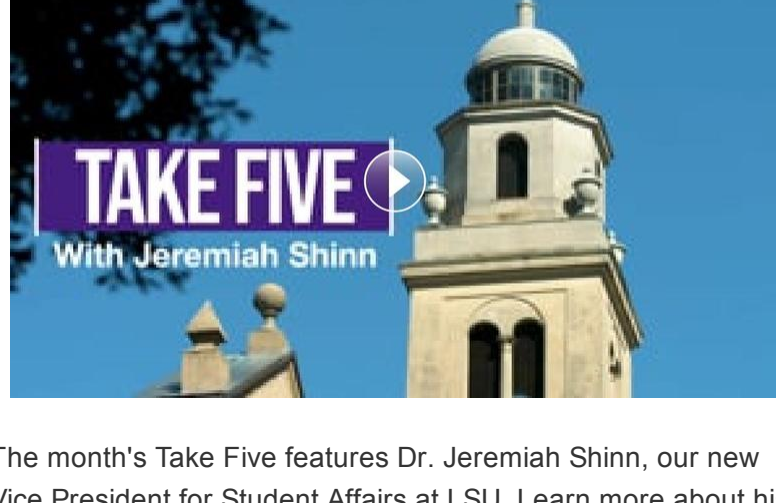 TAKE FIVE
With Jeremiah Shinn
The month's Take Five features Dr. Jeremiah Shinn, our new
Vice President for Student Affairs at LSU. Learn more about